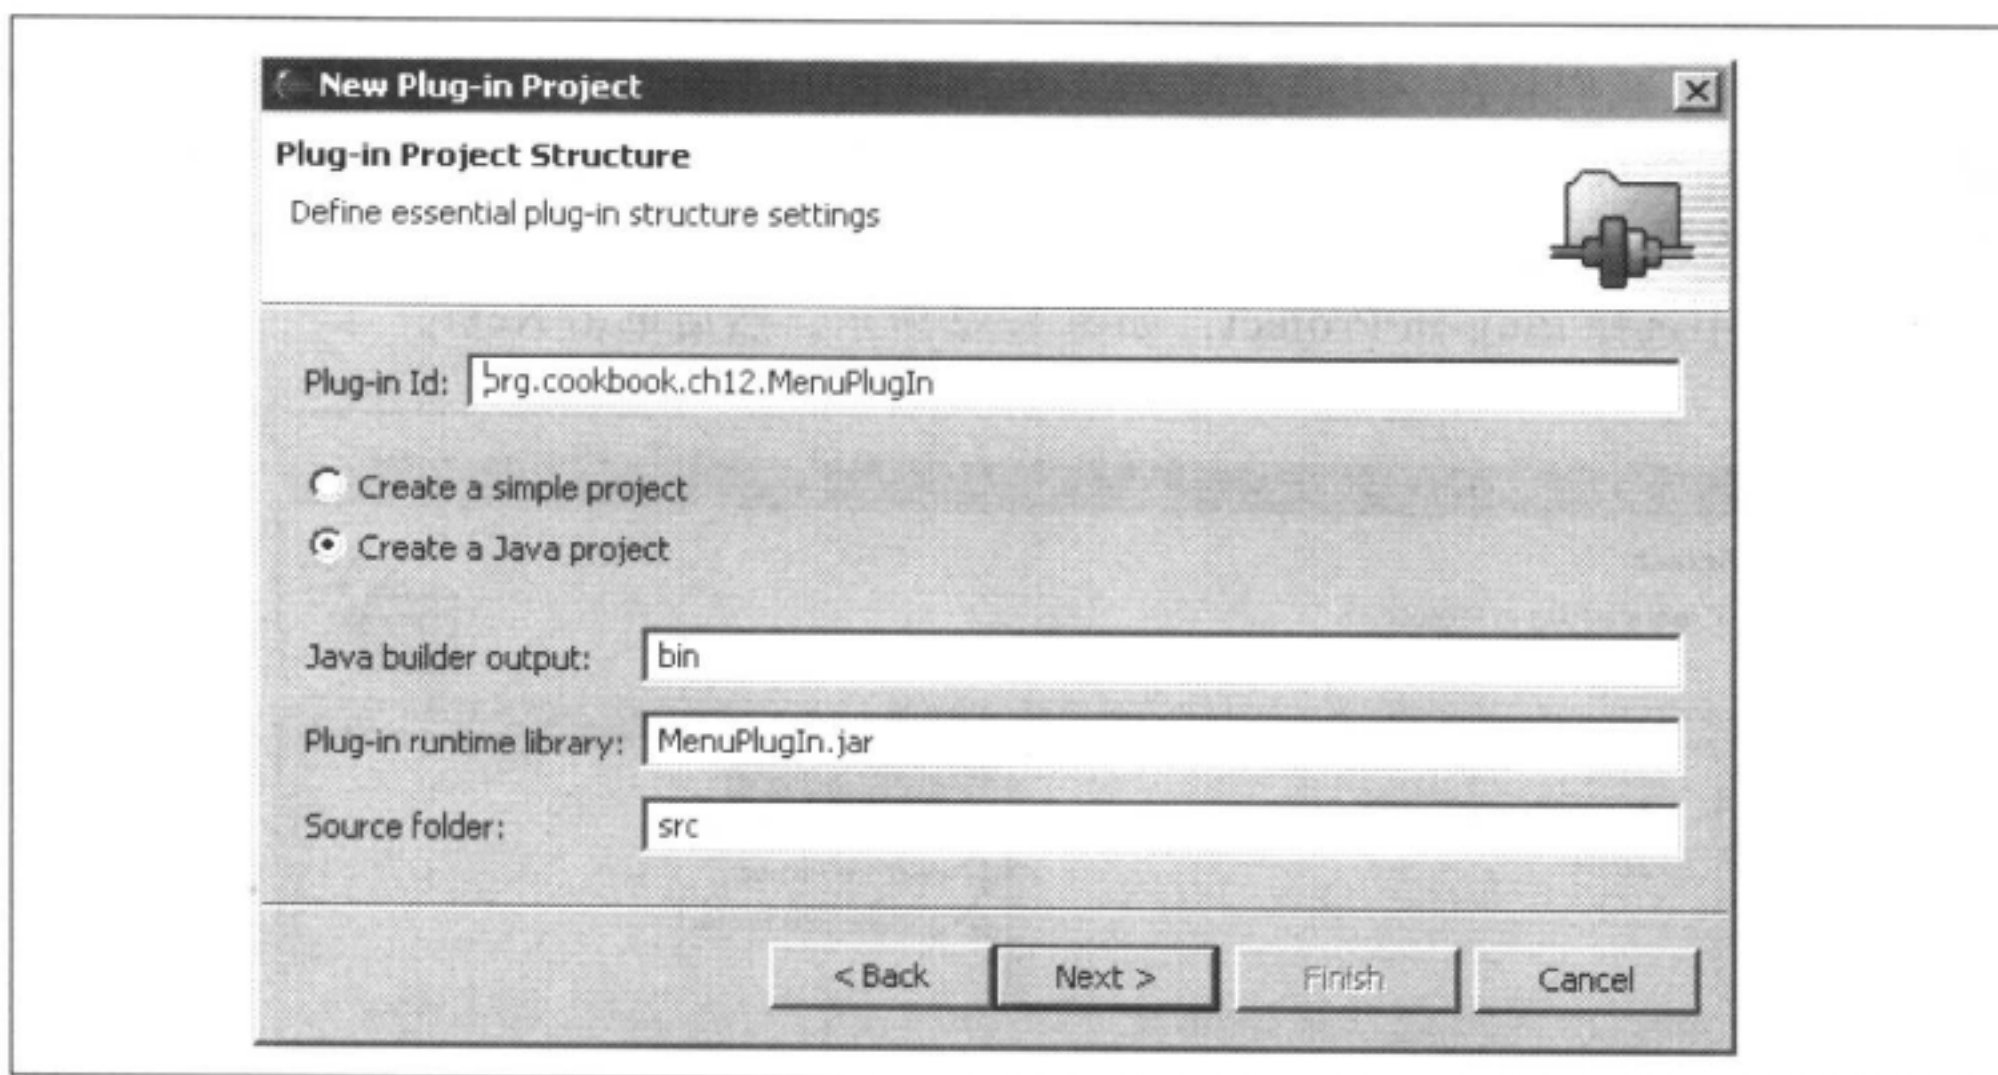 New Plug-in Project
Plug-in Project Structure
Define essential plug-in structure settings
Plug-in Id: org.cookbook.ch12.MenuPlugIn
Create a simple project
Create a Java project
Java builder output: bin
Plug-in runtime library: MenuPlugIn.jar
Source folder: src
< Back Next > Finish Cancel